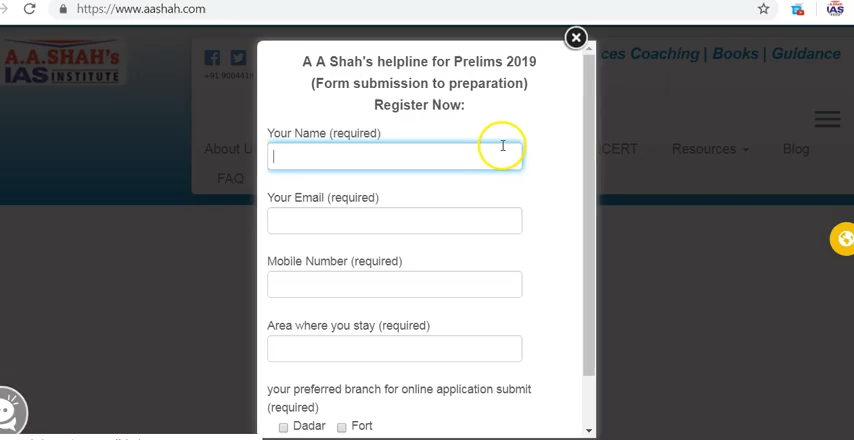 https://www.aashah.com
IAS
A.A.SHAH's
IAS INSTITUTE
+91.9004419
ces Coaching | Books | Guidance
A A Shah's helpline for Prelims 2019
(Form submission to preparation)
Register Now:
Your Name (required)
About U
CERT
Resources
Blog
FAQ
Your Email (required)
Mobile Number (required)
Area where you stay (required)
your preferred branch for online application submit
(required)
Dadar
Fort